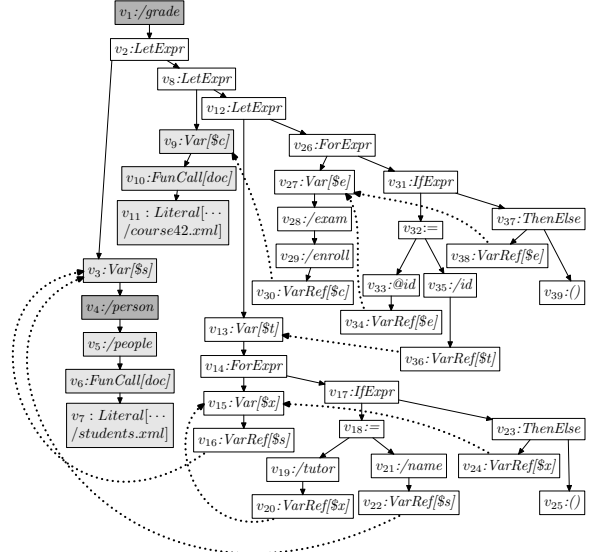 v1:/grade
v2:LetExpr
v8:LetExpr
v12:LetExpr
v9:Var[$c]
v26:ForExpr
v10:FunCall[doc]
v27:Var[$e]
v31:IfExpr
v11 : Literal[···
/course42.xml]
v28:/exam
v37:ThenElse
v32:=
v29:/enroll
v38:VarRef[$e]
v3:Var[$s]
v30:VarRef[$c]
v33:@id
v35:/id
v39:()
v4:/person
v34:VarRef[$e]
v13:Var[$t]
v5:/people
v36:VarRef[$t]
v14:ForExpr
v6:FunCall[doc]
v17:IfExpr
v15:Var[$x]
v7 : Literal[···
/students.xml]
v18:=
v23:ThenElse
v16:VarRef[$s]
v19:/tutor
v21:/name
v24:VarRef[$x]
v20:VarRef[$x]
v22:VarRef[$s]
v25:()